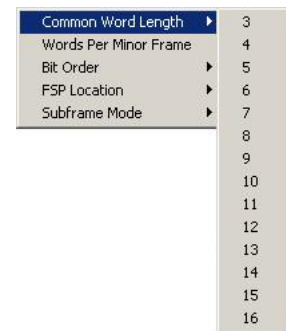 Common Word Length
Words Per Minor Frame
Bit Order
FSP Location
Subframe Mode
3
4
5
6
7
8
9
10
11
12
13
14
15
16